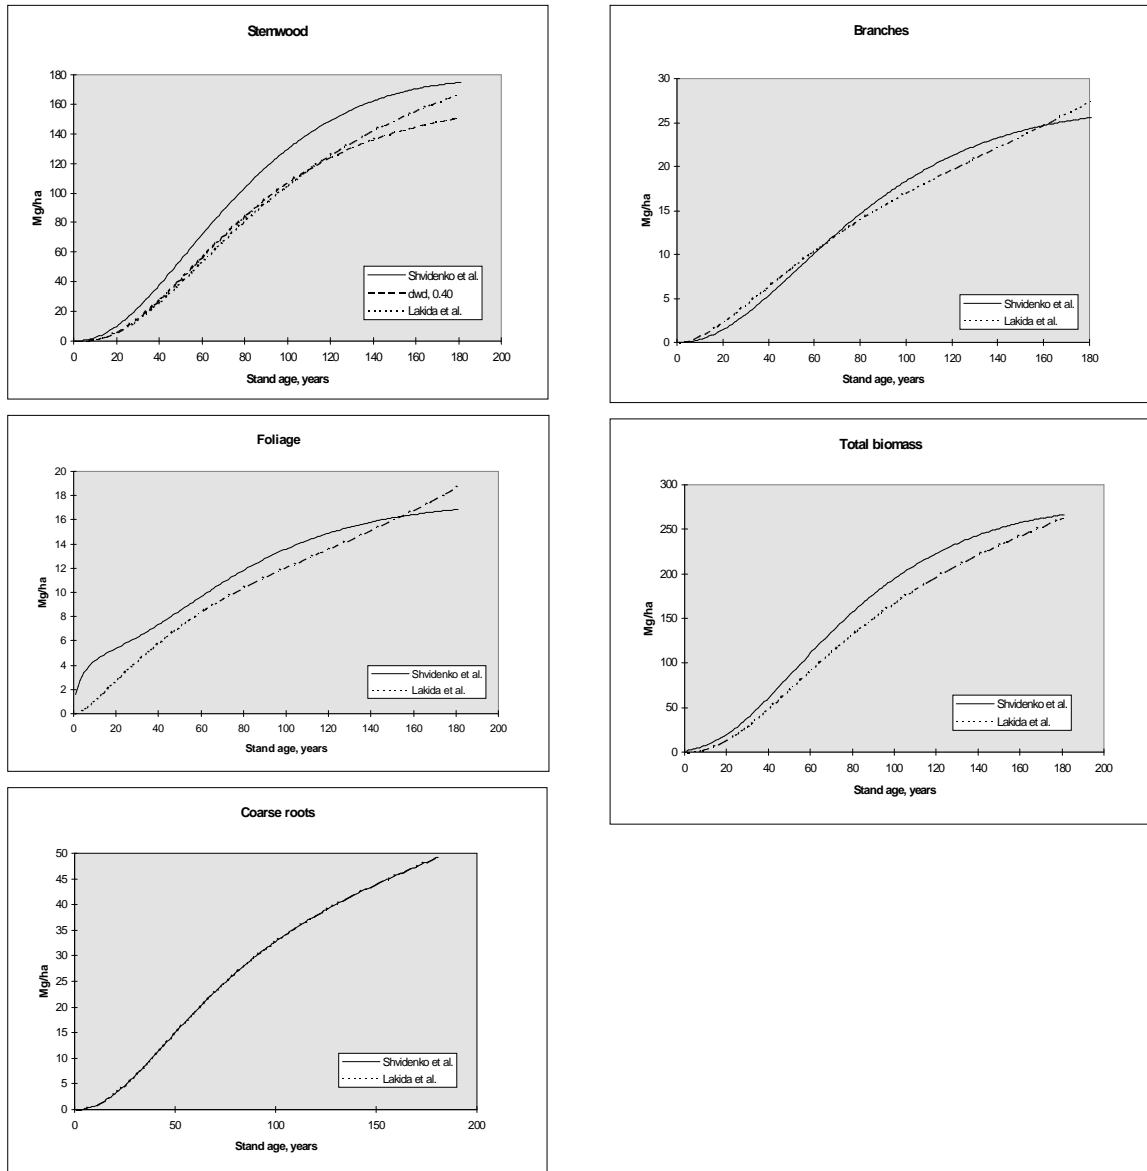 Stemwood
180
160
140
120
100
80
60
40
20
0
Mg/ha
0 20 40 60 80 100 120 140 160 180 200
Stand age, years
Shvidenko et al.
dwd, 0.40
Lakida et al.
Branches
30
25
20
15
10
5
0
Mg/ha
0 20 40 60 80 100 120 140 160 180
Stand age, years
Shvidenko et al.
Lakida et al.
Foliage
20
18
16
14
12
10
8
6
4
2
0
Mg/ha
0 20 40 60 80 100 120 140 160 180 200
Stand age, years
Shvidenko et al.
Lakida et al.
Total biomass
300
250
200
150
100
50
0
Mg/ha
0 20 40 60 80 100 120 140 160 180 200
Stand age, years
Shvidenko et al.
Lakida et al.
Coarse roots
50
45
40
35
30
25
20
15
10
5
0
Mg/ha
0 50 100 150 200
Stand age, years
Shvidenko et al.
Lakida et al.